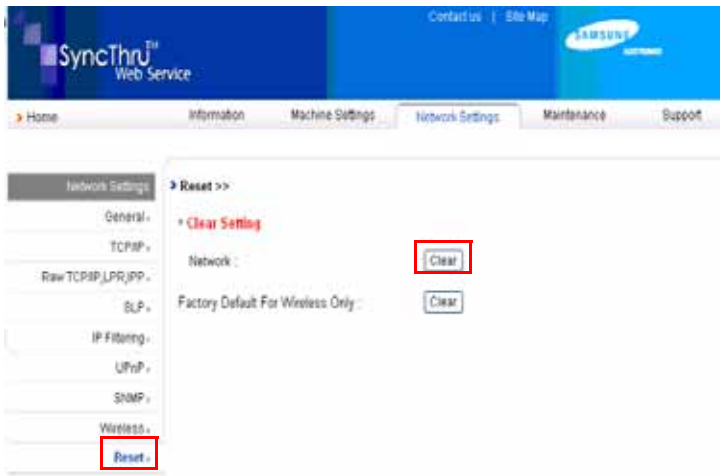 Contact us | Site Map
SAMSUNG
ELECTRONICS
SyncThru™
Web Service
Home
Information
Machine Settings
Network Settings
Maintenance
Support
Network Settings
General
TCP/IP
Raw TCP/IP,LPR,IPP
SLP
IP Filtering
UPnP
SNMP
Wireless
Reset
Reset >>
Clear Setting
Network : Clear
Factory Default For Wireless Only : Clear